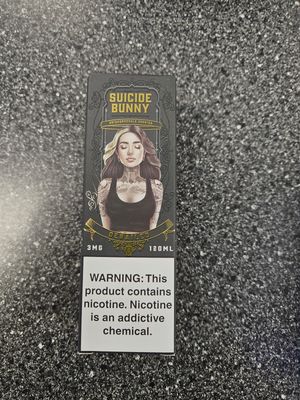 SUICIDE
BUNNY
3MG 120ML
WARNING: This
product contains
nicotine. Nicotine
is an addictive
chemical.